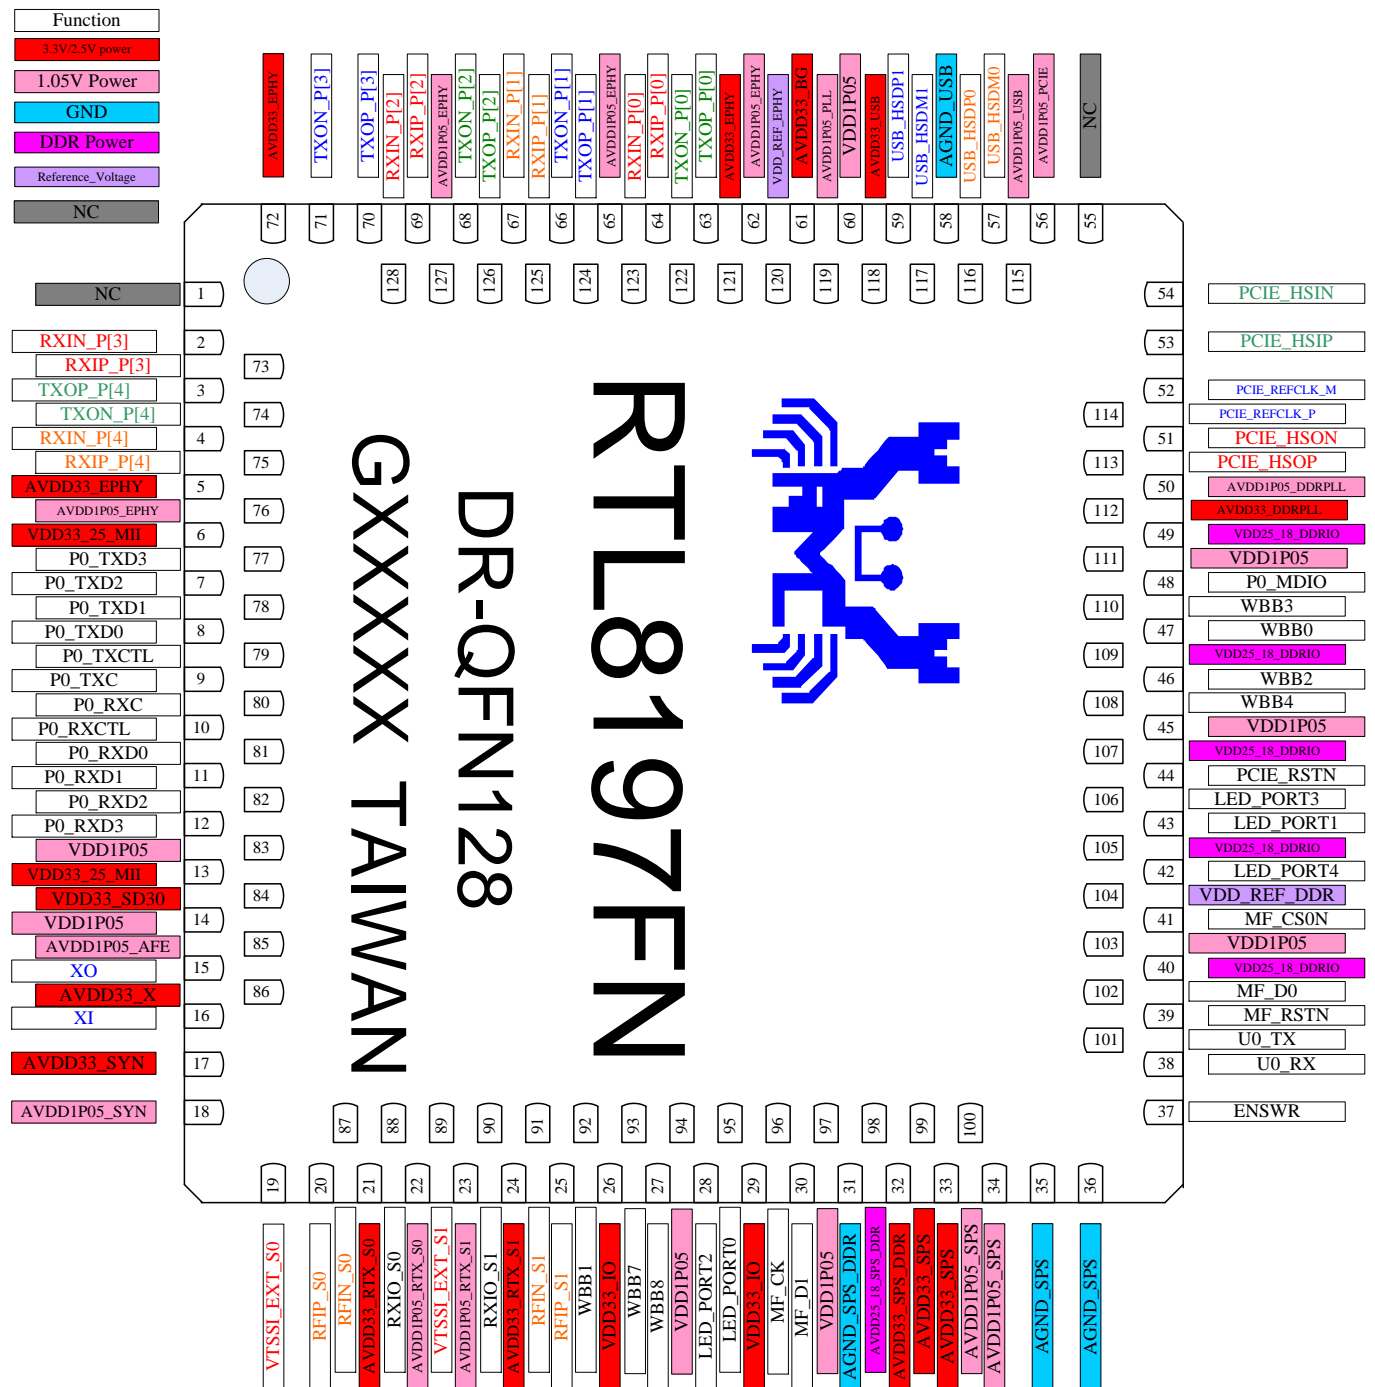 Function
3.3V/2.5V power
1.05V Power
GND
DDR Power
Reference_Voltage
NC
AVDD33_EPHY
TXON_P[3]
TXOP_P[3]
RXIN_P[2]
RXIP_P[2]
AVDD1P05_EPHY
TXON_P[2]
TXOP_P[2]
RXIN_P[1]
RXIP_P[1]
TXON_P[1]
TXOP_P[1]
AVDD1P05_EPHY
RXIN_P[0]
RXIP_P[0]
TXON_P[0]
TXOP_P[0]
AVDD33_EPHY
AVDD1P05_EPHY
VDD_REF_EPHY
AVDD33_BG
AVDD1P05_PLL
VDD1P05
AVDD33_USB
USB_HSDP1
USB_HSDM1
AGND_USB
USB_HSDP0
USB_HSDM0
AVDD1P05_USB
AVDD1P05_PCIE
NC
72
71
70
69
68
67
66
65
64
63
62
61
60
59
58
57
56
55
128
127
126
125
124
123
122
121
120
119
118
117
116
115
NC
RXIN_P[3]
RXIP_P[3]
TXOP_P[4]
TXON_P[4]
RXIN_P[4]
RXIP_P[4]
AVDD33_EPHY
AVDD1P05_EPHY
VDD33_25_MII
P0_TXD3
P0_TXD2
P0_TXD1
P0_TXD0
P0_TXCTL
P0_TXC
P0_RXC
P0_RXCTL
P0_RXD0
P0_RXD1
P0_RXD2
P0_RXD3
VDD1P05
VDD33_25_MII
VDD33_SD30
VDD1P05
AVDD1P05_AFE
XO
AVDD33_X
XI
AVDD33_SYN
AVDD1P05_SYN
1
2
3
4
5
6
7
8
9
10
11
12
13
14
15
16
17
18
73
74
75
76
77
78
79
80
81
82
83
84
85
86
RTL8197FN
DR-QFN128
GXXXXXX TAIWAN
114
113
112
111
110
109
108
107
106
105
104
103
102
101
54
53
52
51
50
49
48
47
46
45
44
43
42
41
40
39
38
37
PCIE_HSIN
PCIE_HSIP
PCIE_REFCLK_M
PCIE_REFCLK_P
PCIE_HSON
PCIE_HSOP
AVDD1P05_DDRPLL
AVDD33_DDRPLL
VDD25_18_DDRIO
VDD1P05
P0_MDIO
WBB3
WBB0
VDD25_18_DDRIO
WBB2
WBB4
VDD1P05
VDD25_18_DDRIO
PCIE_RSTN
LED_PORT3
LED_PORT1
VDD25_18_DDRIO
LED_PORT4
VDD_REF_DDR
MF_CS0N
VDD1P05
VDD25_18_DDRIO
MF_D0
MF_RSTN
U0_TX
U0_RX
ENSWR
87
88
89
90
91
92
93
94
95
96
97
98
99
100
19
20
21
22
23
24
25
26
27
28
29
30
31
32
33
34
35
36
VTSSI_EXT_S0
RFIP_S0
RFIN_S0
AVDD33_RTX_S0
RXIO_S0
AVDD1P05_RTX_S0
VTSSI_EXT_S1
AVDD1P05_RTX_S1
RXIO_S1
AVDD33_RTX_S1
RFIN_S1
RFIP_S1
WBB1
VDD33_IO
WBB7
WBB8
VDD1P05
LED_PORT2
LED_PORT0
VDD33_IO
MF_CK
MF_D1
VDD1P05
AGND_SPS_DDR
AVDD25_18_SPS_DDR
AVDD33_SPS_DDR
AVDD33_SPS
AVDD33_SPS
AVDD1P05_SPS
AVDD1P05_SPS
AGND_SPS
AGND_SPS